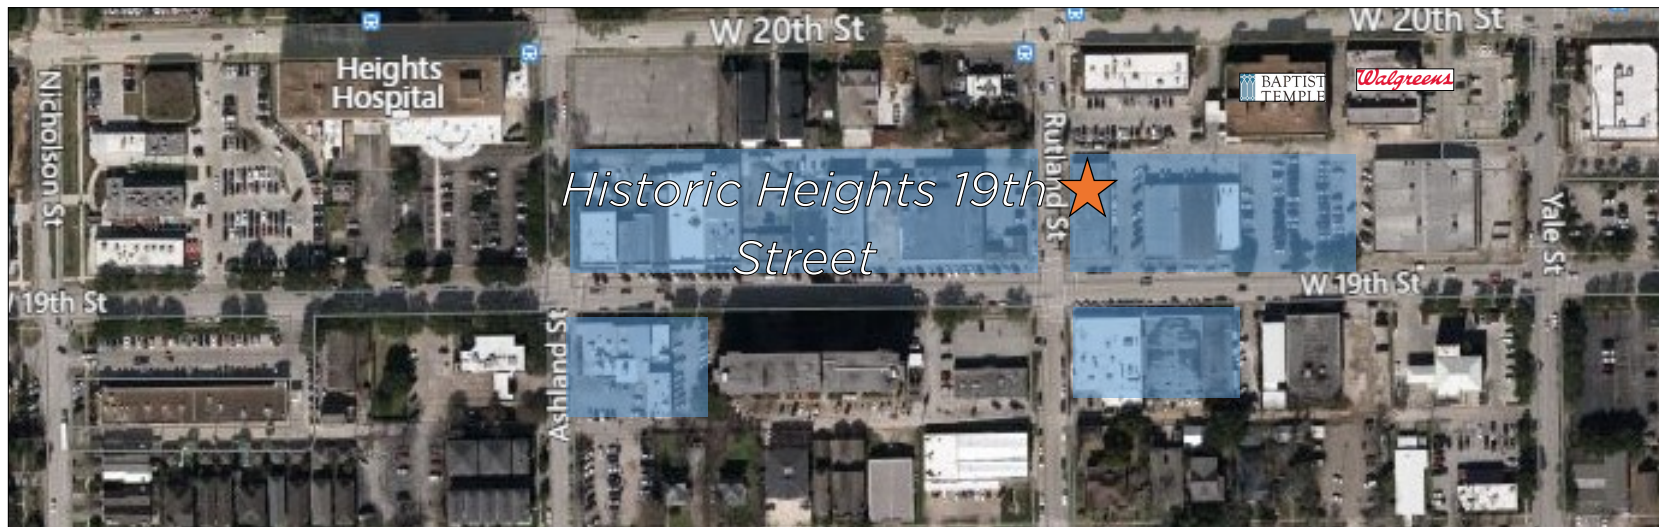 W 20th St
W 20th St
Heights
Hospital
BAPTIST
TEMPLE
Walgreens
Nicholson St
Rutland St
Historic Heights 19th
Street
Yale St
W 19th St
19th St
Ashland St